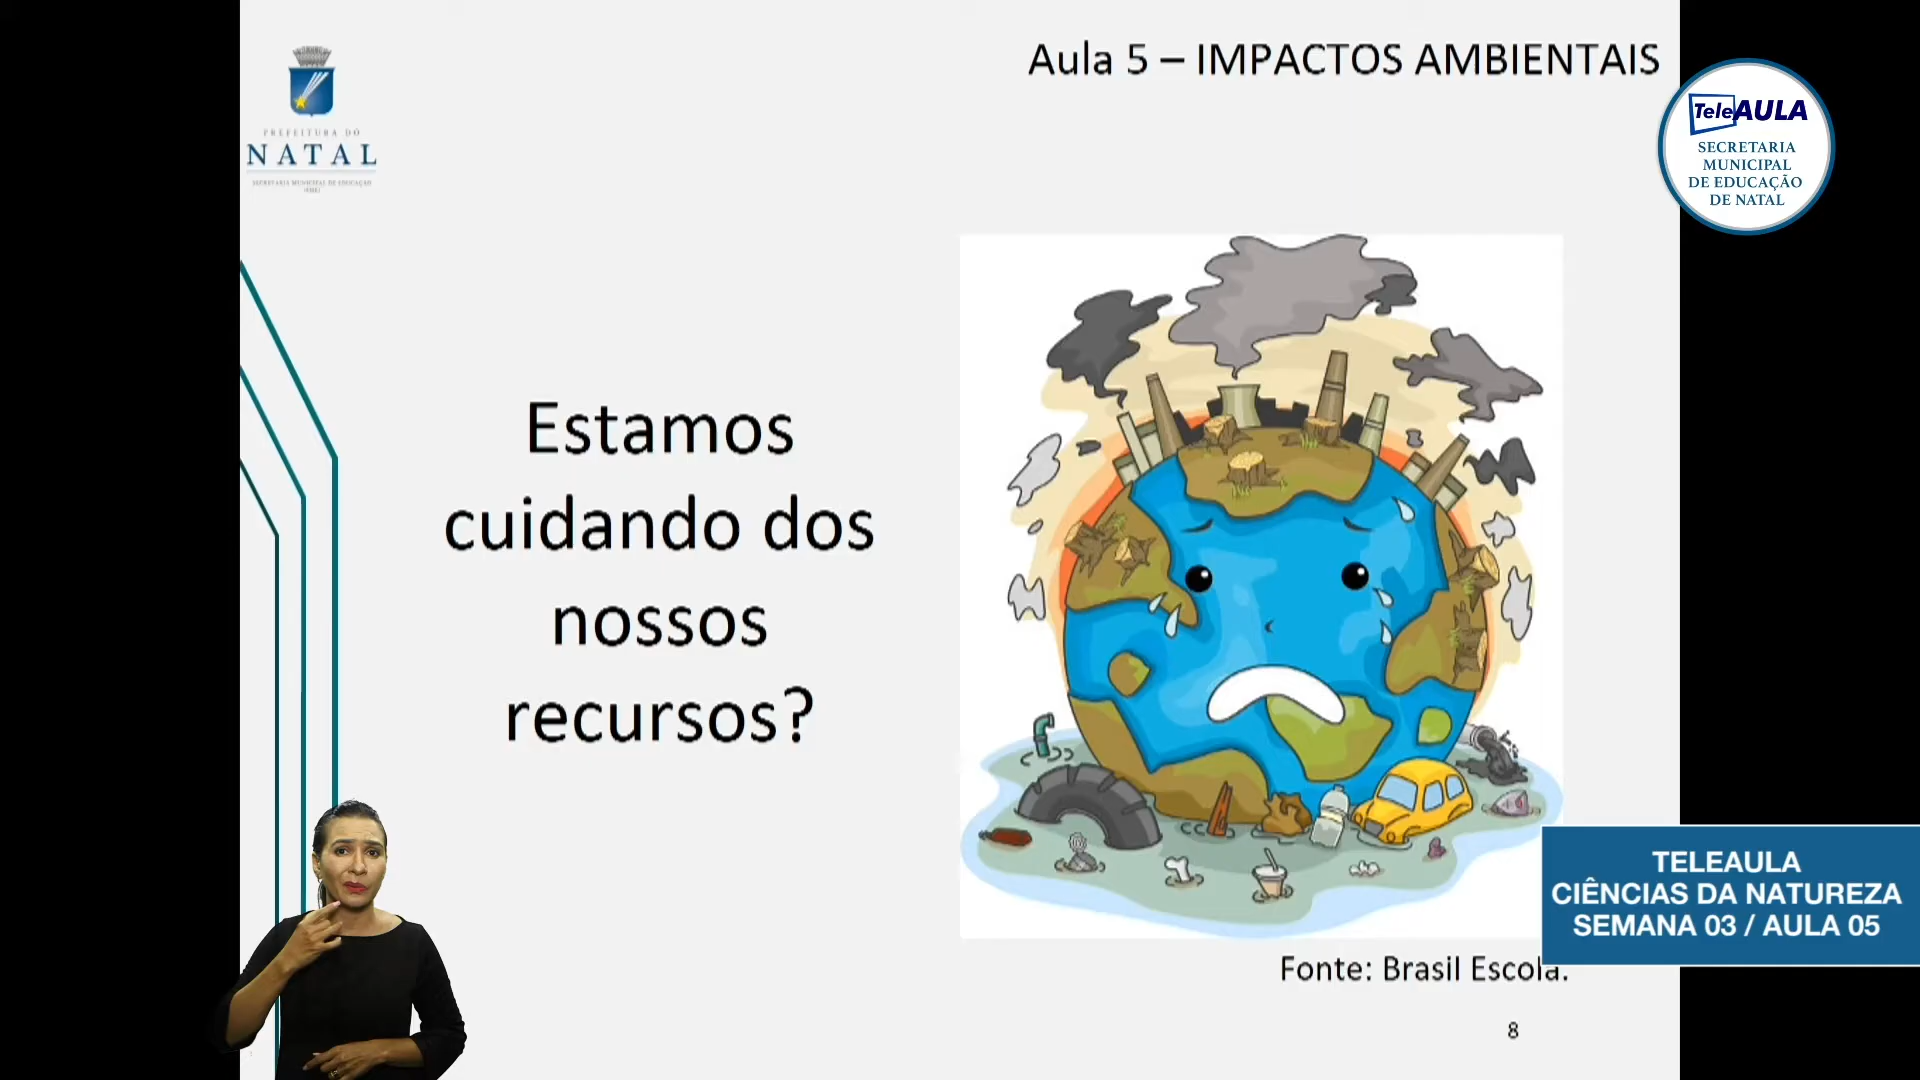 Aula 5 – IMPACTOS AMBIENTAIS
PREFEITURA DO
NATAL
SECRETARIA MUNICIPAL DE EDUCAÇÃO
TeleAULA
SECRETARIA
MUNICIPAL
DE EDUCAÇÃO
DE NATAL
Estamos
cuidando dos
nossos
recursos?
TELEAULA
CIÊNCIAS DA NATUREZA
SEMANA 03 / AULA 05
Fonte: Brasil Escola.
8